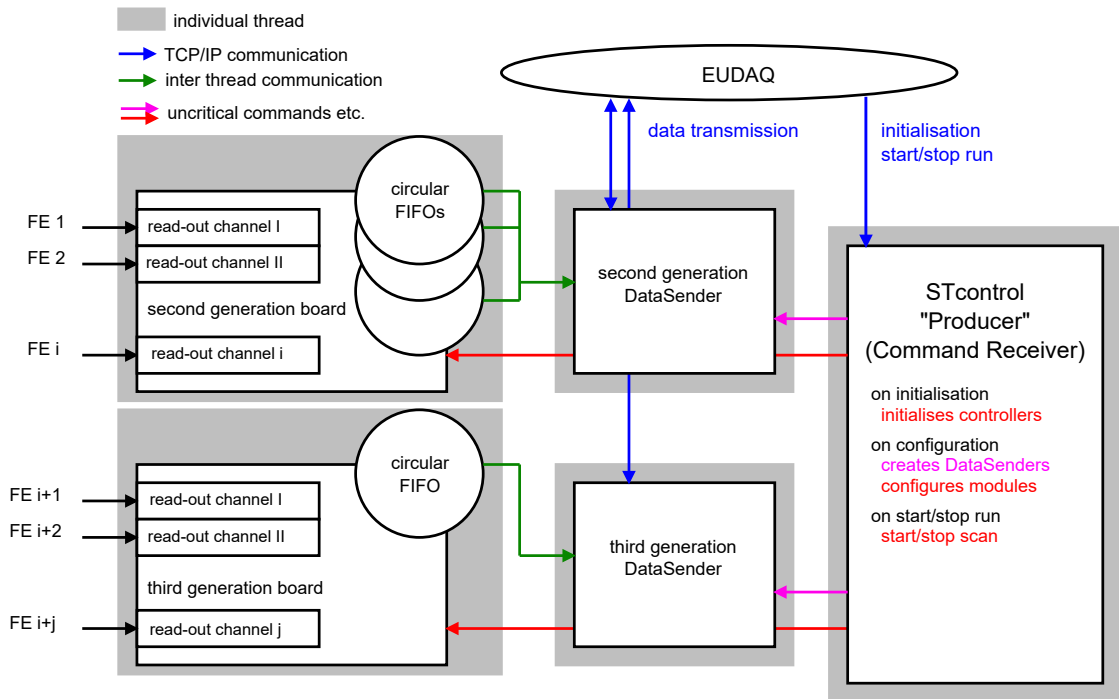 individual thread
TCP/IP communication
inter thread communication
uncritical commands etc.
EUDAQ
data transmission
initialisation
start/stop run
circular
FIFOs
FE 1
read-out channel I
FE 2
read-out channel II
second generation board
FE i
read-out channel i
second generation
DataSender
STcontrol
"Producer"
(Command Receiver)
on initialisation
initialises controllers
on configuration
creates DataSenders
configures modules
on start/stop run
start/stop scan
circular
FIFO
FE i+1
read-out channel I
FE i+2
read-out channel II
third generation board
FE i+j
read-out channel j
third generation
DataSender